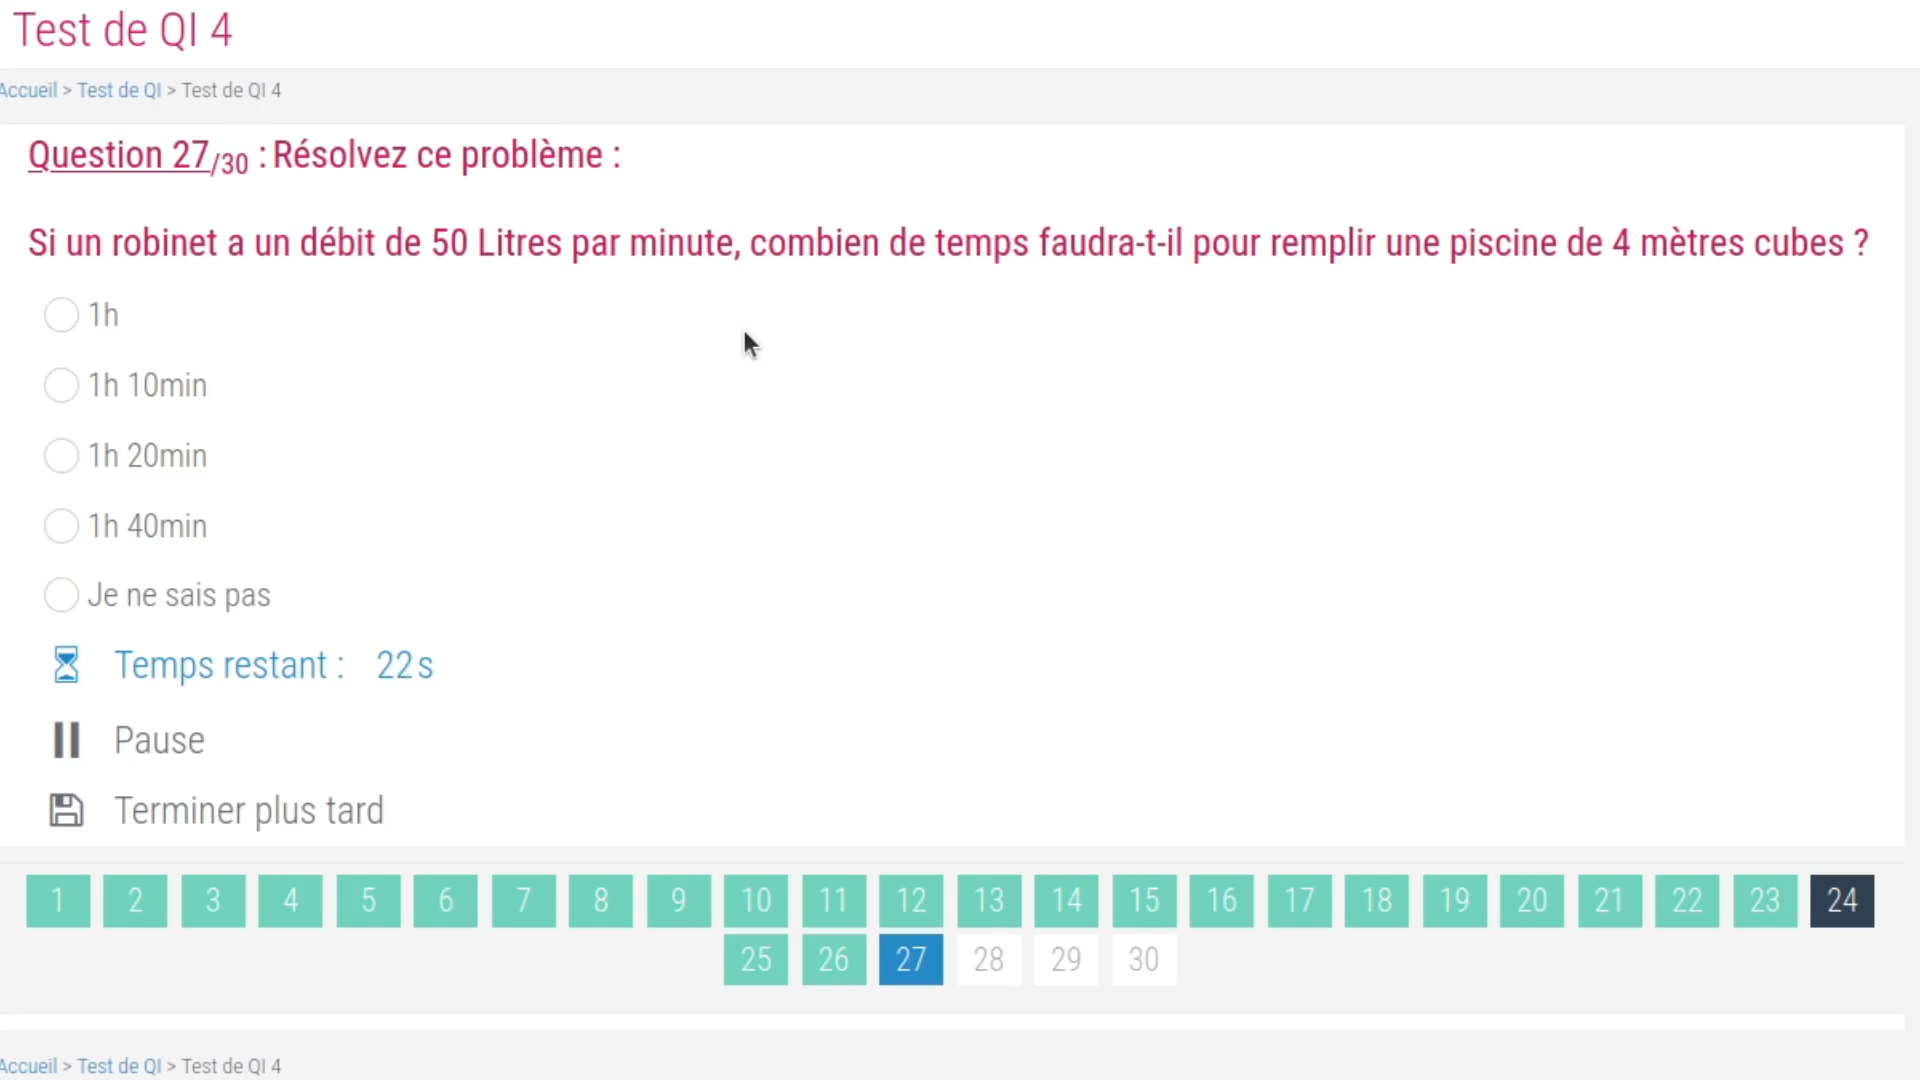 Test de QI 4
Accueil > Test de QI > Test de QI 4
Question 27/30 : Résolvez ce problème :
Si un robinet a un débit de 50 Litres par minute, combien de temps faudra-t-il pour remplir une piscine de 4 mètres cubes ?
1h
1h 10min
1h 20min
1h 40min
Je ne sais pas
Temps restant : 22 s
Pause
Terminer plus tard
1 2 3 4 5 6 7 8 9 10 11 12 13 14 15 16 17 18 19 20 21 22 23 24
25 26 27 28 29 30
Accueil > Test de QI > Test de QI 4